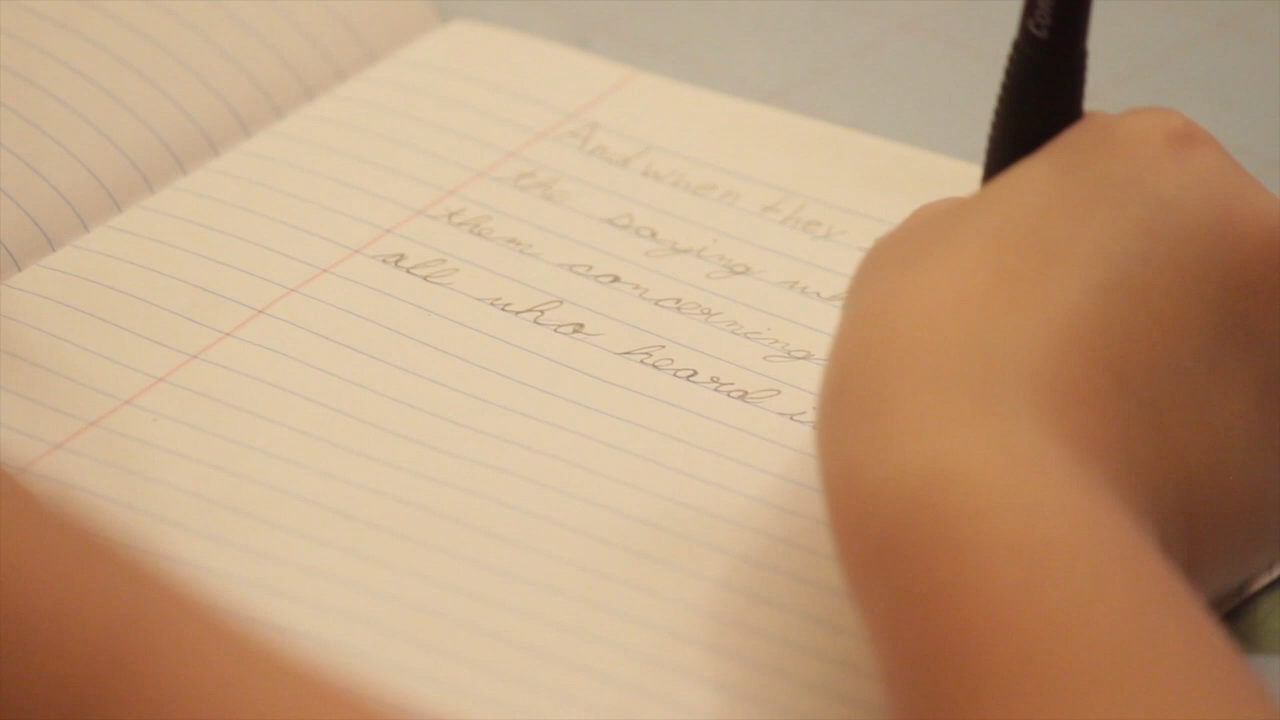 And when they
the saying
them concerning
all who heard